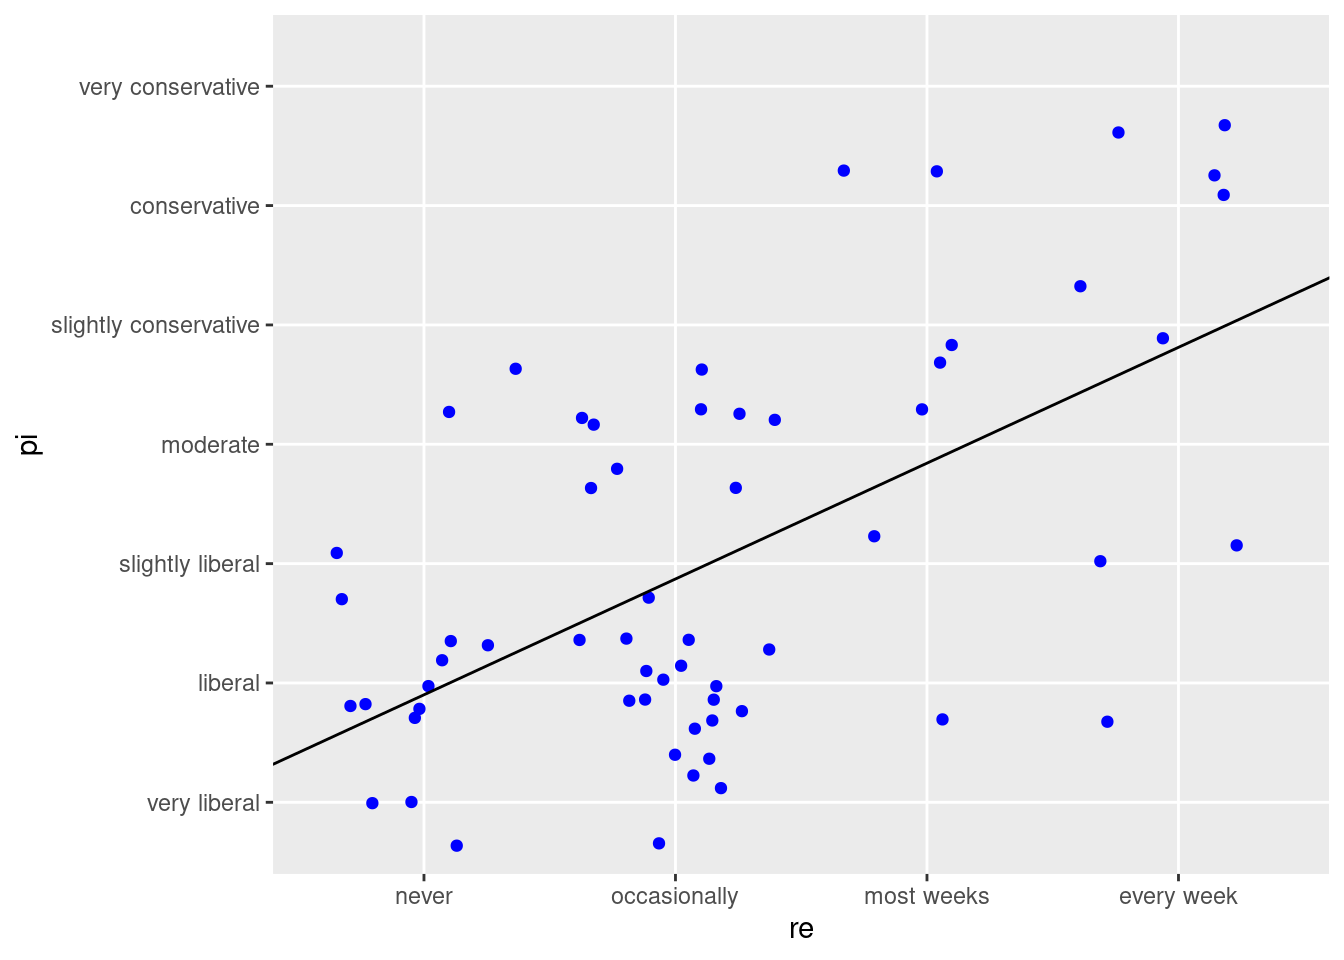 very conservative
conservative
slightly conservative
moderate
slightly liberal
liberal
very liberal
pi
never occasionally most weeks every week
re